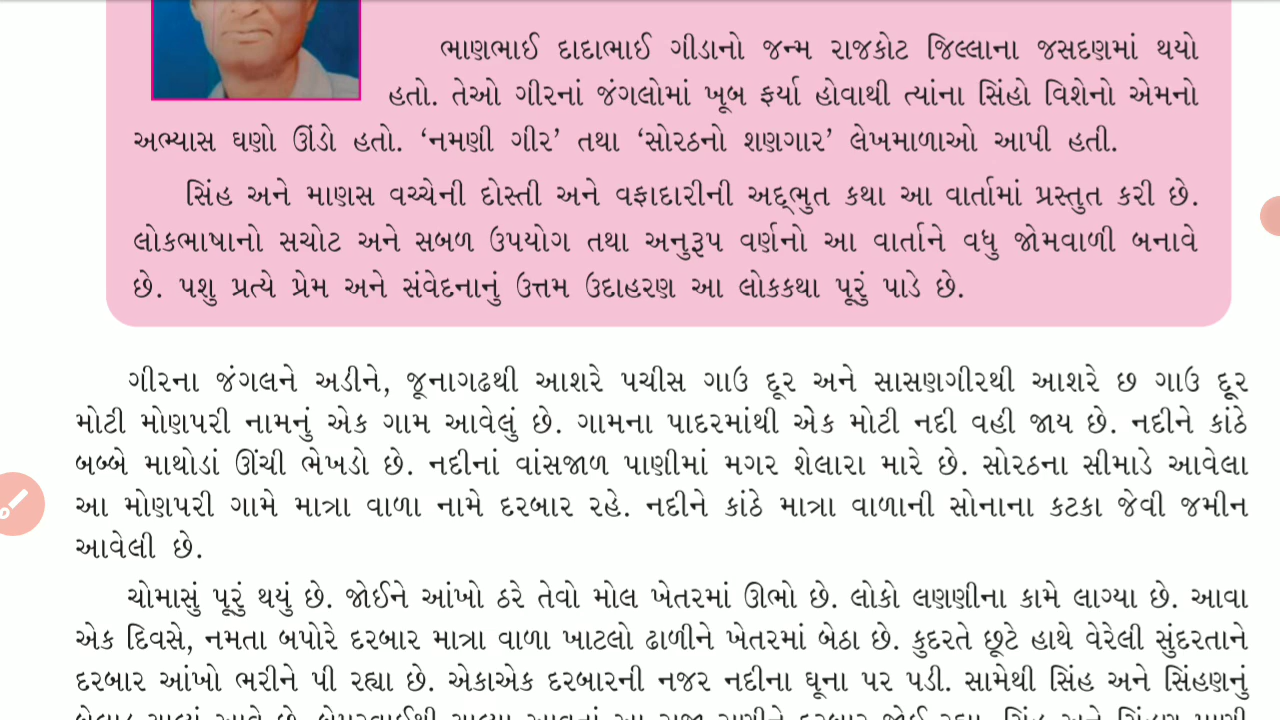 ભાણભાઈ દાદાભાઈ ગીડાનો જન્મ રાજકોટ જિલ્લાના જસદણમાં થયો
હતો. તેઓ ગીરનાં જંગલોમાં ખૂબ ફર્યા હોવાથી ત્યાંના સિંહો વિશેનો એમનો
અભ્યાસ ઘણો ઊંડો હતો. ‘નમણી ગીર’ તથા ‘સોરઠનો શણગાર’ લેખમાળાઓ આપી હતી.
સિંહ અને માણસ વચ્ચેની દોસ્તી અને વફાદારીની અદ્ભુત કથા આ વાર્તામાં પ્રસ્તુત કરી છે.
લોકભાષાનો સચોટ અને સબળ ઉપયોગ તથા અનુરૂપ વર્ણનો આ વાર્તાને વધુ જોમવાળી બનાવે
છે. પશુ પ્રત્યે પ્રેમ અને સંવેદનાનું ઉત્તમ ઉદાહરણ આ લોકકથા પૂરું પાડે છે.
ગીરના જંગલને અડીને, જૂનાગઢથી આશરે પચીસ ગાઉ દૂર અને સાસણગીરથી આશરે છ ગાઉ દૂર
મોટી મોણપરી નામનું એક ગામ આવેલું છે. ગામના પાદરમાંથી એક મોટી નદી વહી જાય છે. નદીને કાંઠે
બબ્બે માથોડાં ઊંચી ભેખડો છે. નદીનાં વાંસજાળ પાણીમાં મગર શેલારા મારે છે. સોરઠના સીમાડે આવેલા
આ મોણપરી ગામે માત્રા વાળા નામે દરબાર રહે. નદીને કાંઠે માત્રા વાળાની સોનાના કટકા જેવી જમીન
આવેલી છે.
ચોમાસું પૂરું થયું છે. જોઈને આંખો ઠરે તેવો મોલ ખેતરમાં ઊભો છે. લોકો લણણીના કામે લાગ્યા છે. આવા
એક દિવસે, નમતા બપોરે દરબાર માત્રા વાળા ખાટલો ઢાળીને ખેતરમાં બેઠા છે. કુદરતે છૂટે હાથે વેરેલી સુંદરતાને
દરબાર આંખો ભરીને પી રહ્યા છે. એકાએક દરબારની નજર નદીના ઘૂના પર પડી. સામેથી સિંહ અને સિંહણનું